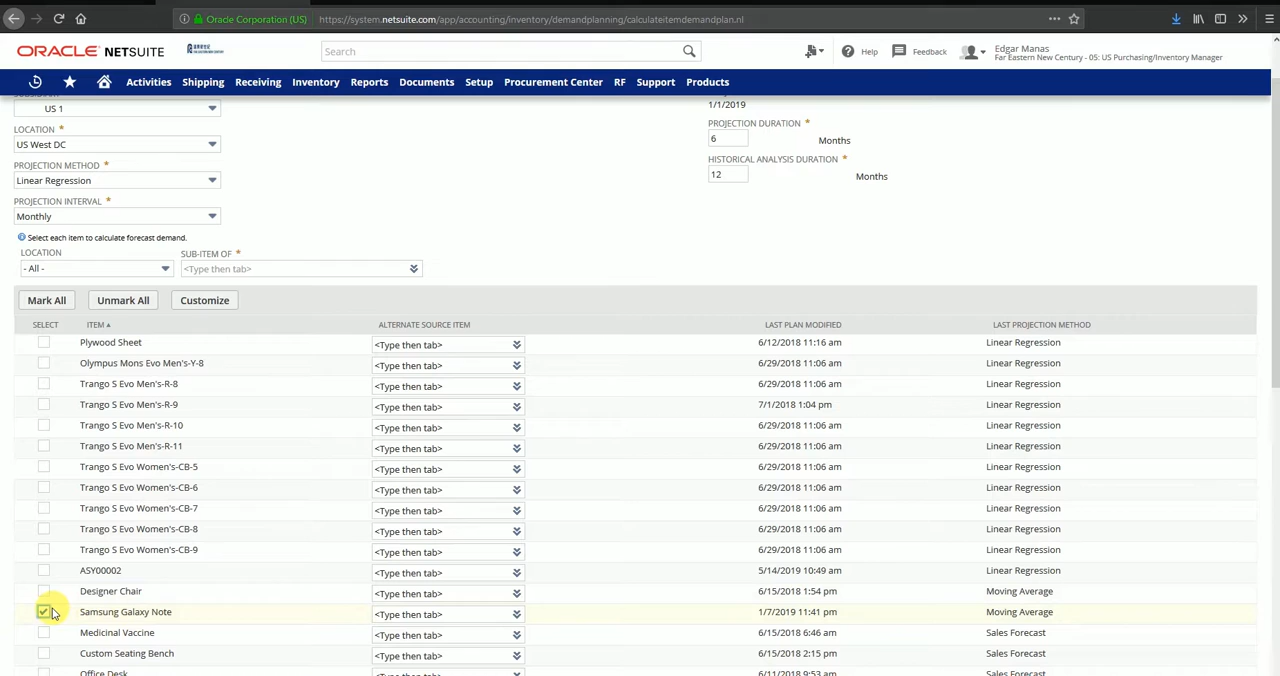 Oracle Corporation (US) https://system.netsuite.com/app/accounting/inventory/demandplanning/calculateitemdemandplan.nl
ORACLE NETSUITE Search Help Feedback Edgar Manas
Far Eastern New Century - 05: US Purchasing/Inventory Manager
Activities Shipping Receiving Inventory Reports Documents Setup Procurement Center RF Support Products
US 1
1/1/2019
LOCATION *
US West DC
PROJECTION DURATION *
6 Months
PROJECTION METHOD *
Linear Regression
HISTORICAL ANALYSIS DURATION *
12 Months
PROJECTION INTERVAL *
Monthly
Select each item to calculate forecast demand.
LOCATION SUB-ITEM OF *
- All - <Type then tab>
Mark All Unmark All Customize
SELECT ITEM ▲ ALTERNATE SOURCE ITEM LAST PLAN MODIFIED LAST PROJECTION METHOD
Plywood Sheet <Type then tab> 6/12/2018 11:16 am Linear Regression
Olympus Mons Evo Men's-Y-8 <Type then tab> 6/29/2018 11:06 am Linear Regression
Trango S Evo Men's-R-8 <Type then tab> 6/29/2018 11:06 am Linear Regression
Trango S Evo Men's-R-9 <Type then tab> 7/1/2018 1:04 pm Linear Regression
Trango S Evo Men's-R-10 <Type then tab> 6/29/2018 11:06 am Linear Regression
Trango S Evo Men's-R-11 <Type then tab> 6/29/2018 11:06 am Linear Regression
Trango S Evo Women's-CB-5 <Type then tab> 6/29/2018 11:06 am Linear Regression
Trango S Evo Women's-CB-6 <Type then tab> 6/29/2018 11:06 am Linear Regression
Trango S Evo Women's-CB-7 <Type then tab> 6/29/2018 11:06 am Linear Regression
Trango S Evo Women's-CB-8 <Type then tab> 6/29/2018 11:06 am Linear Regression
Trango S Evo Women's-CB-9 <Type then tab> 6/29/2018 11:06 am Linear Regression
ASY00002 <Type then tab> 5/14/2019 10:49 am Linear Regression
Designer Chair <Type then tab> 6/15/2018 1:54 pm Moving Average
Samsung Galaxy Note <Type then tab> 1/7/2019 11:41 pm Moving Average
Medicinal Vaccine <Type then tab> 6/15/2018 6:46 am Sales Forecast
Custom Seating Bench <Type then tab> 6/15/2018 2:15 pm Sales Forecast
Office Desk <Type then tab> 6/11/2018 9:53 am Sales Forecast